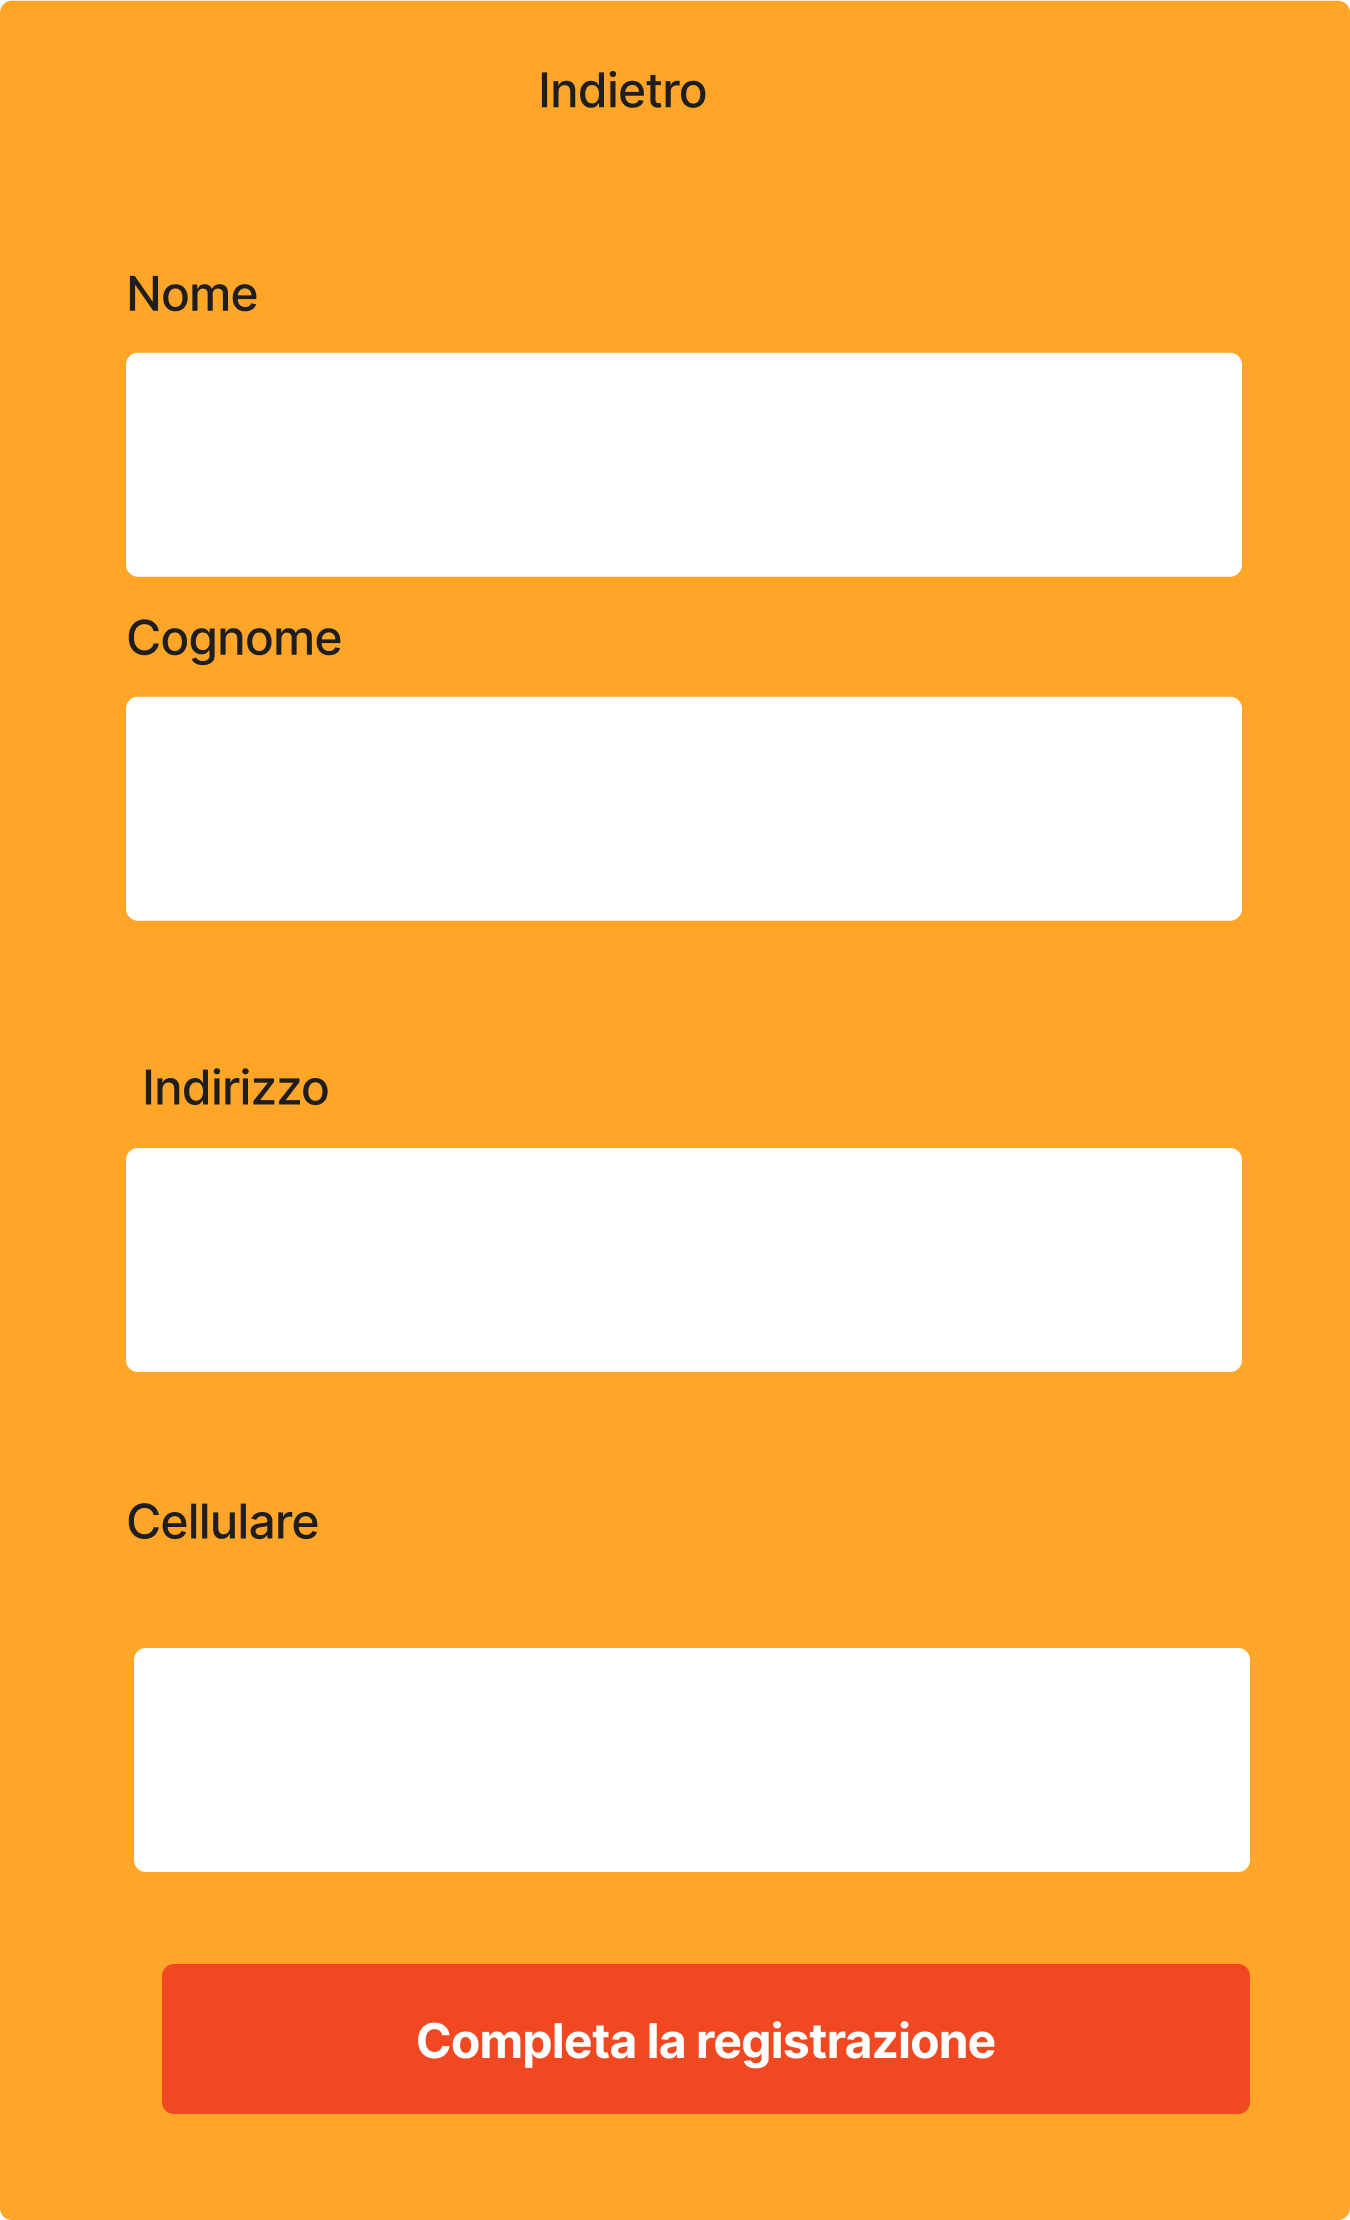 Indietro
Nome
Cognome
Indirizzo
Cellulare
Completa la registrazione